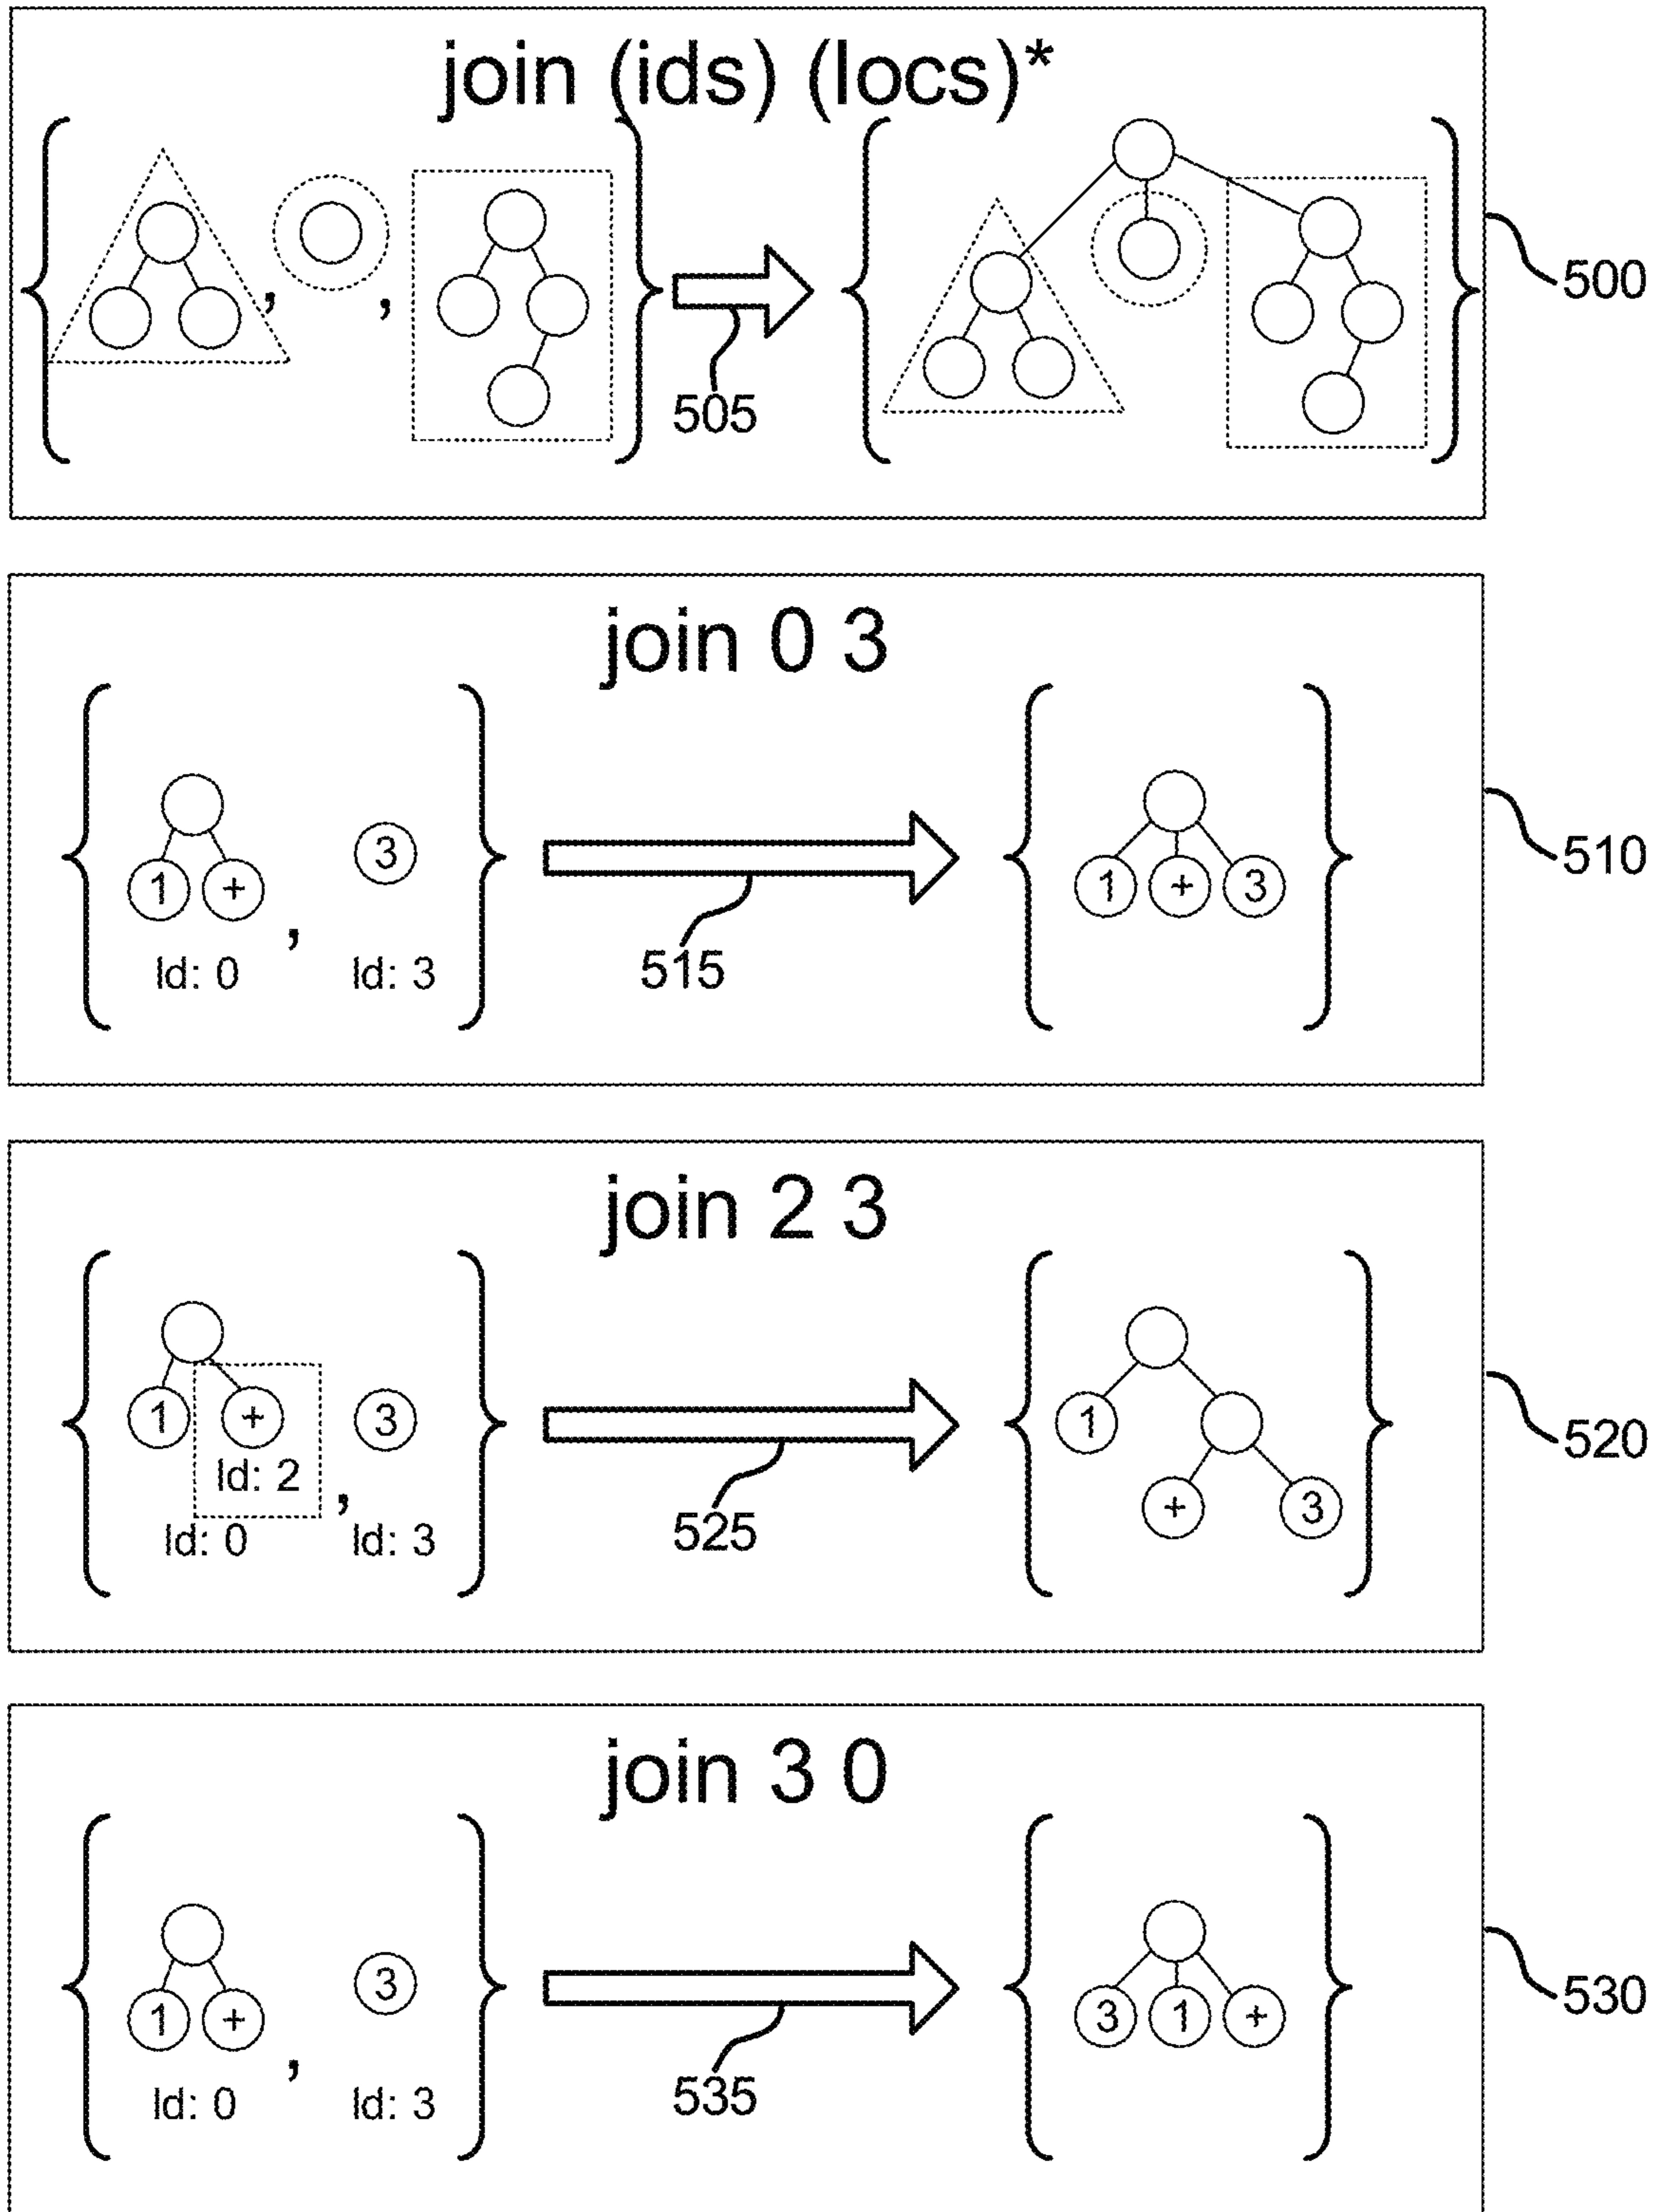 join (ids) (locs)*
{ , , } { }
500
505
join 0 3
3
1 + , 1 + 3
Id: 0 Id: 3
510
515
join 2 3
1 + 3 1
Id: 2 , + 3
Id: 0 Id: 3
520
525
join 3 0
3
1 + , 3 1 +
Id: 0 Id: 3
530
535